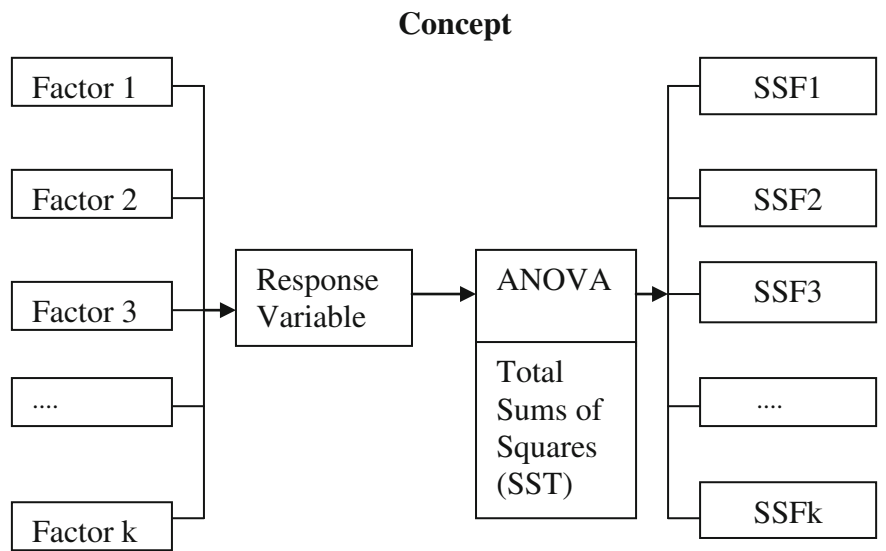 Concept
Factor 1
Factor 2
Factor 3
....
Factor k
Response
Variable
ANOVA
Total
Sums of
Squares
(SST)
SSF1
SSF2
SSF3
....
SSFk